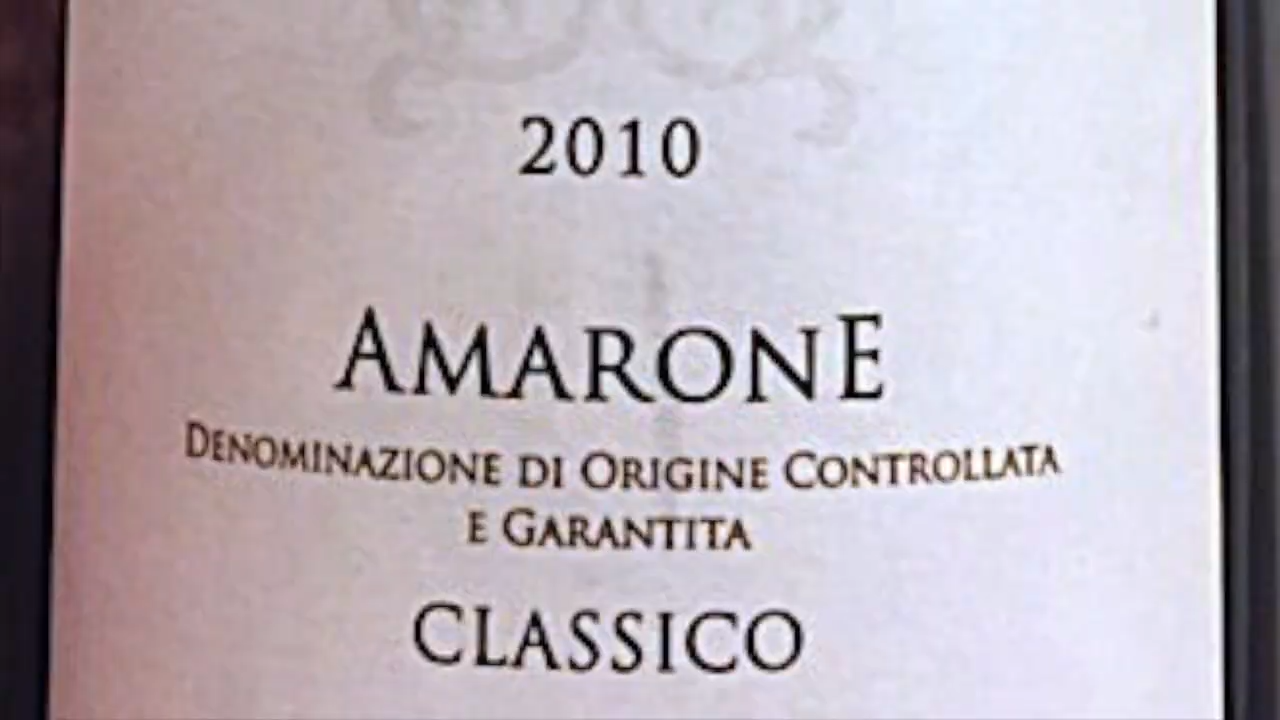 2010
AMARONE
DENOMINAZIONE DI ORIGINE CONTROLLATA
E GARANTITA
CLASSICO